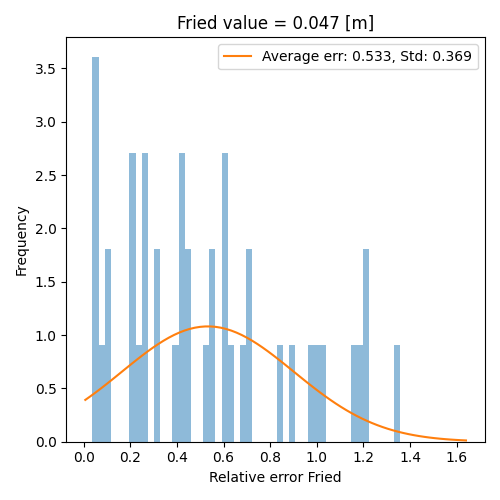 Fried value = 0.047 [m]
Average err: 0.533, Std: 0.369
Frequency
3.5
3.0
2.5
2.0
1.5
1.0
0.5
0.0
0.0 0.2 0.4 0.6 0.8 1.0 1.2 1.4 1.6
Relative error Fried